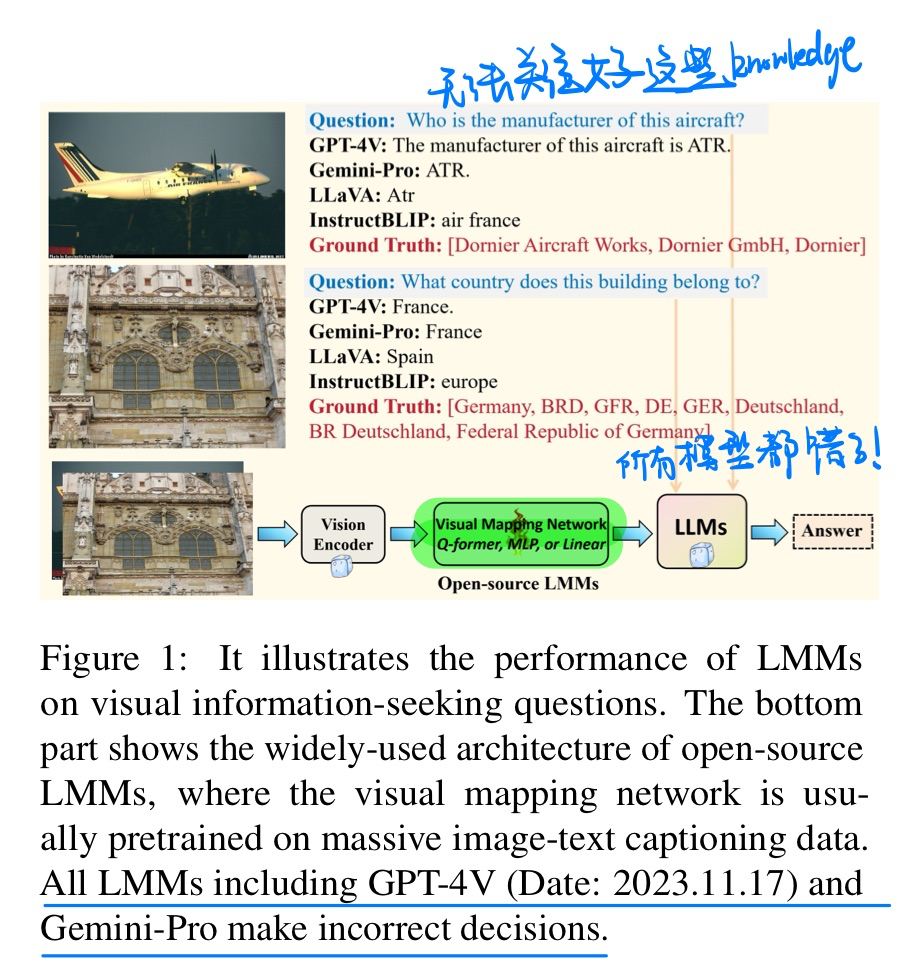 无法关注好这些knowledge
Question: Who is the manufacturer of this aircraft?
GPT-4V: The manufacturer of this aircraft is ATR.
Gemini-Pro: ATR.
LLaVA: Atr
InstructBLIP: air france
Ground Truth: [Dornier Aircraft Works, Dornier GmbH, Dornier]
AIR FRANCE
Question: What country does this building belong to?
GPT-4V: France.
Gemini-Pro: France
LLaVA: Spain
InstructBLIP: europe
Ground Truth: [Germany, BRD, GFR, DE, GER, Deutschland,
BR Deutschland, Federal Republic of Germany]
所有模型都错了!
Vision
Encoder
Visual Mapping Network
Q-former, MLP, or Linear
Open-source LMMs
LLMs
Answer
Figure 1: It illustrates the performance of LMMs
on visual information-seeking questions. The bottom
part shows the widely-used architecture of open-source
LMMs, where the visual mapping network is usu-
ally pretrained on massive image-text captioning data.
All LMMs including GPT-4V (Date: 2023.11.17) and
Gemini-Pro make incorrect decisions.